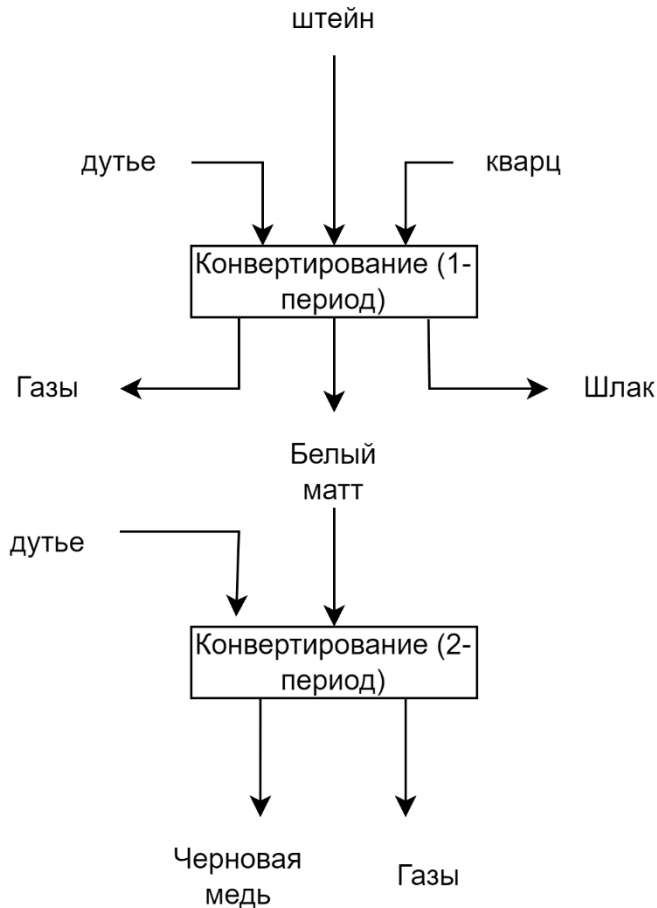 штейн
дутье
кварц
Конвертирование (1-
период)
Газы
Шлак
Белый
матт
дутье
Конвертирование (2-
период)
Черновая
медь
Газы